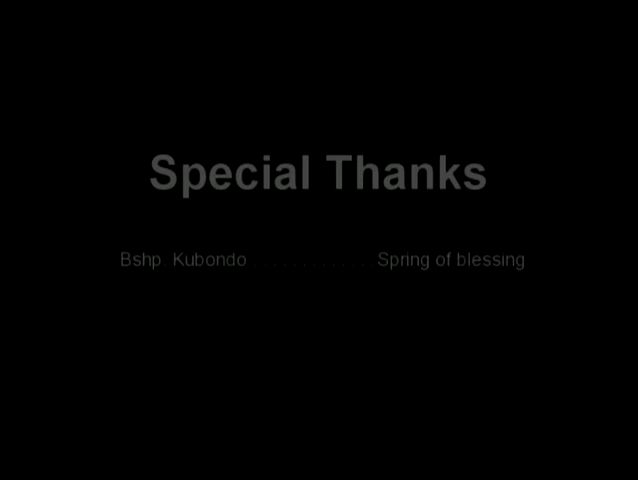 Special Thanks
Bshp. Kubondo . . . . . . . . . . . . . Spring of blessing